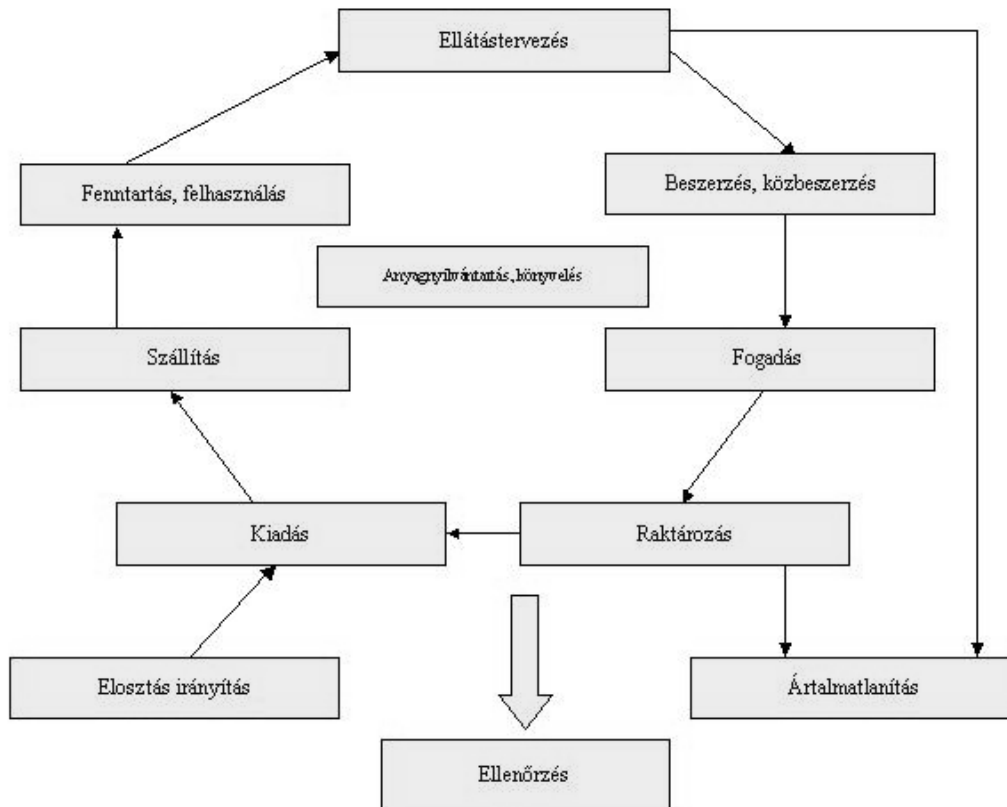 Ellátástervezés
Fenntartás, felhasználás
Beszerzés, közbeszerzés
Anyagnyilvántartás, könyvelés
Szállítás
Fogadás
Kiadás
Raktározás
Elosztás irányítás
Ártalmatlanítás
Ellenőrzés